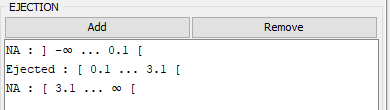 EJECTION
Add Remove
NA : ] -∞ ... 0.1 [
Ejected : [ 0.1 ... 3.1 [
NA : [ 3.1 ... ∞ [